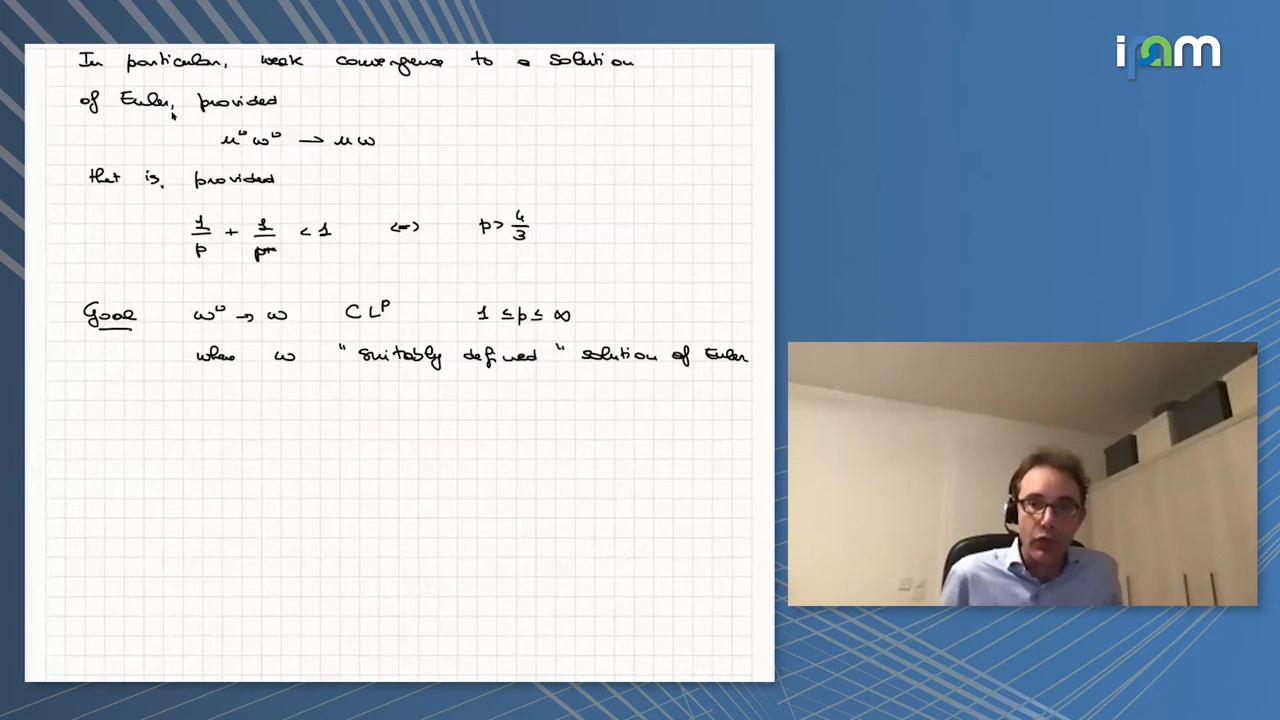 ipam
In particular, weak convergence to a solution
of Euler, provided
u^ν ω^ν → u ω
that is, provided
1/p + 1/p* < 1 <=> p > 4/3
Goal ω^ν → ω C L^p 1 ≤ p ≤ ∞
where ω "suitably defined" solution of Euler